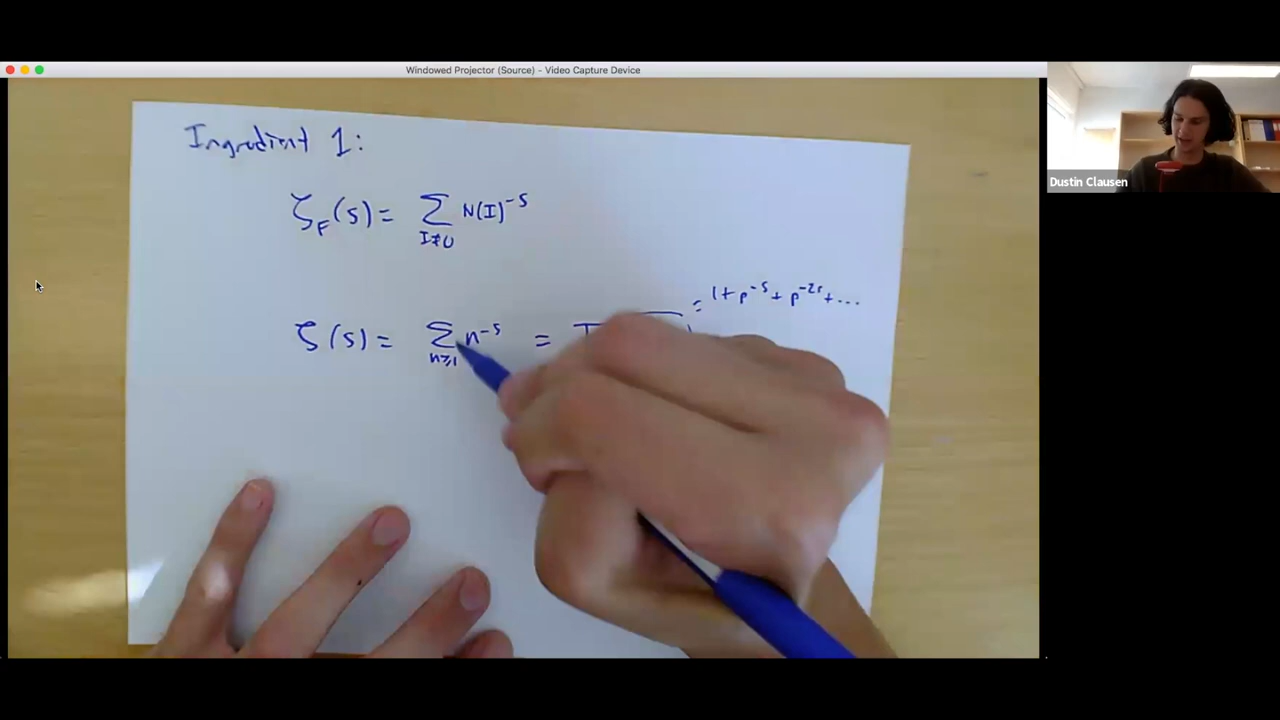 Windowed Projector (Source) - Video Capture Device
Dustin Clausen
Ingredient 1:
ζ_F(s) = Σ_{I≠0} N(I)^{-s}
= 1 + p^{-s} + p^{-2s} + ...
ζ(s) = Σ_{n≥1} n^{-s} =